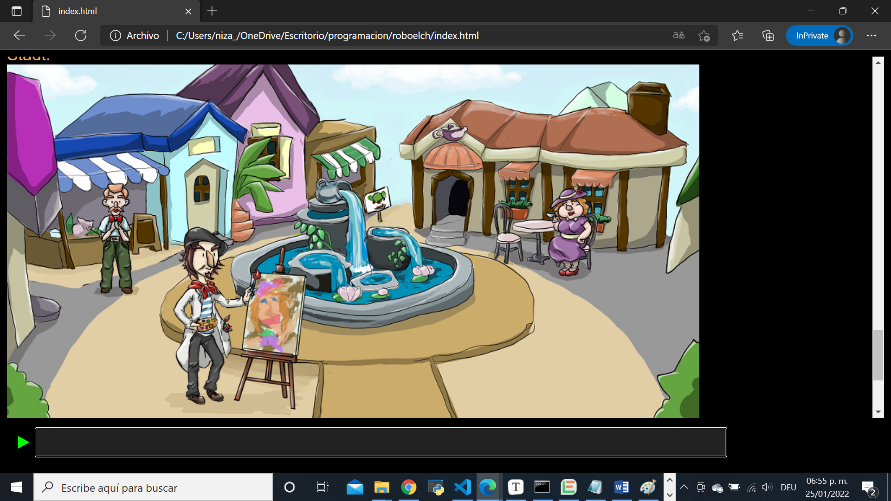 index.html
Archivo
C:/Users/niza_/OneDrive/Escritorio/programacion/roboelch/index.html
InPrivate
Stadt.
Escribe aquí para buscar
DEU
06:55 p. m.
25/01/2022
2